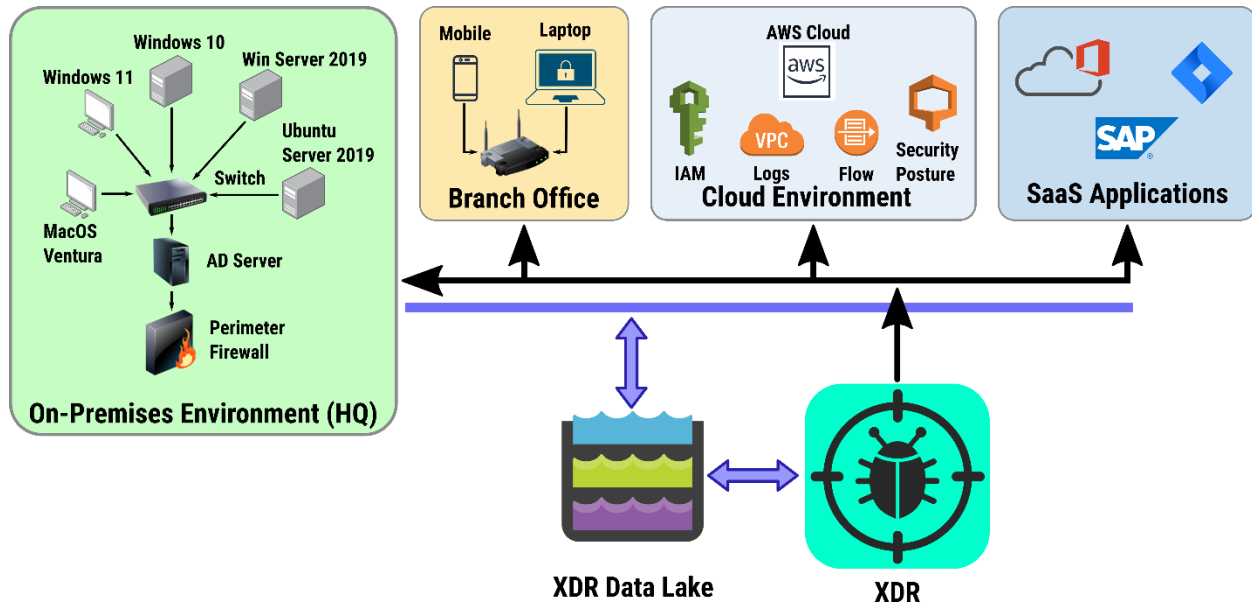 Windows 10
Windows 11
Win Server 2019
Ubuntu
Server 2019
Switch
MacOS
Ventura
AD Server
Perimeter
Firewall
On-Premises Environment (HQ)
Mobile
Laptop
Branch Office
AWS Cloud
aws
IAM
VPC
Logs
Flow
Security
Posture
Cloud Environment
SAP
®
SaaS Applications
XDR Data Lake
XDR